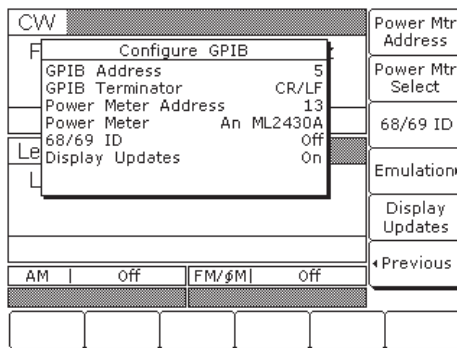 CW
F
Configure GPIB
GPIB Address 5
GPIB Terminator CR/LF
Power Meter Address 13
Power Meter An ML2430A
68/69 ID Off
Display Updates On
Le
L
AM | Off FM/ϕM| Off
Power Mtr
Address
Power Mtr
Select
68/69 ID
Emulation
Display
Updates
Previous